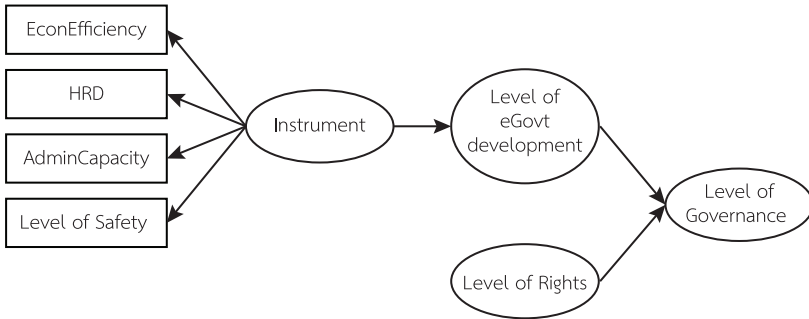 EconEfficiency
HRD
AdminCapacity
Level of Safety
Instrument
Level of
eGovt
development
Level of Rights
Level of
Governance